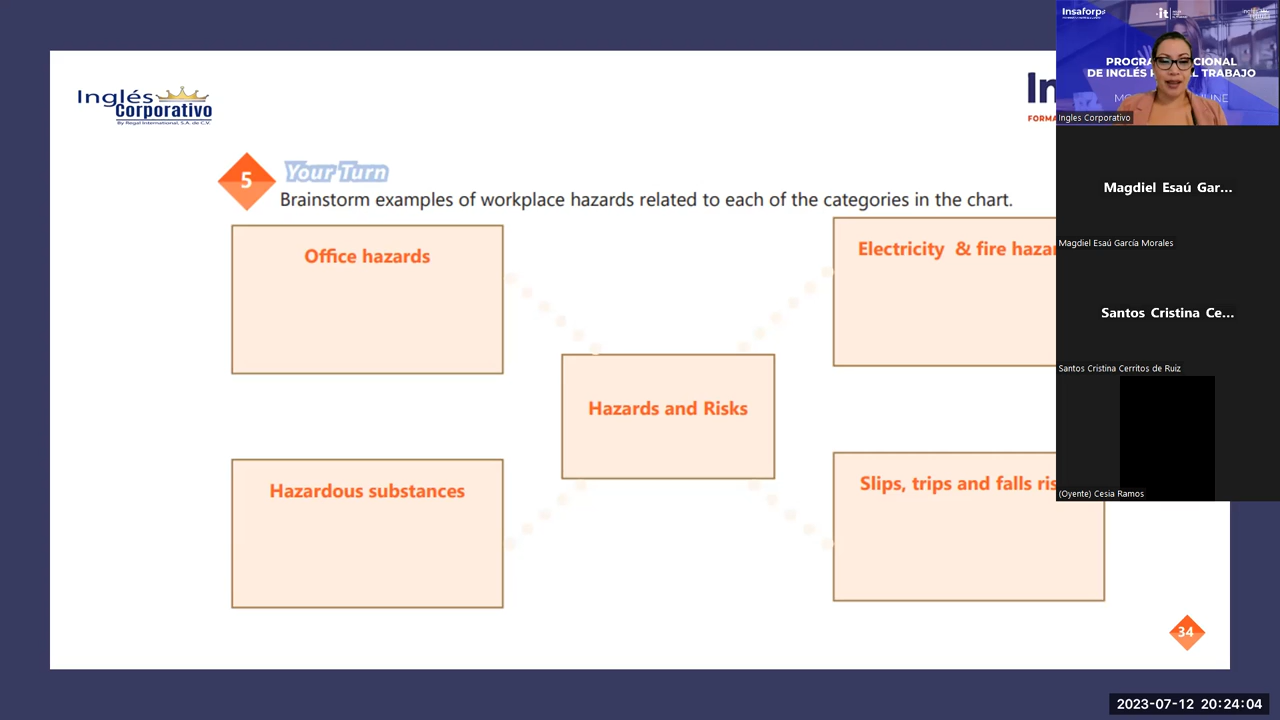 Inglés
Corporativo
By Regal International, S.A. de C.V.
In
FORMA
5
Your Turn
Brainstorm examples of workplace hazards related to each of the categories in the chart.
Office hazards
Electricity & fire hazar
Hazards and Risks
Hazardous substances
Slips, trips and falls ris
34
Insaforp
it
PROGRA CIONAL
DE INGLÉS L TRABAJO
Ingles Corporativo
Magdiel Esaú Gar...
Magdiel Esaú García Morales
Santos Cristina Ce...
Santos Cristina Cerritos de Ruiz
(Oyente) Cesia Ramos
2023-07-12 20:24:04